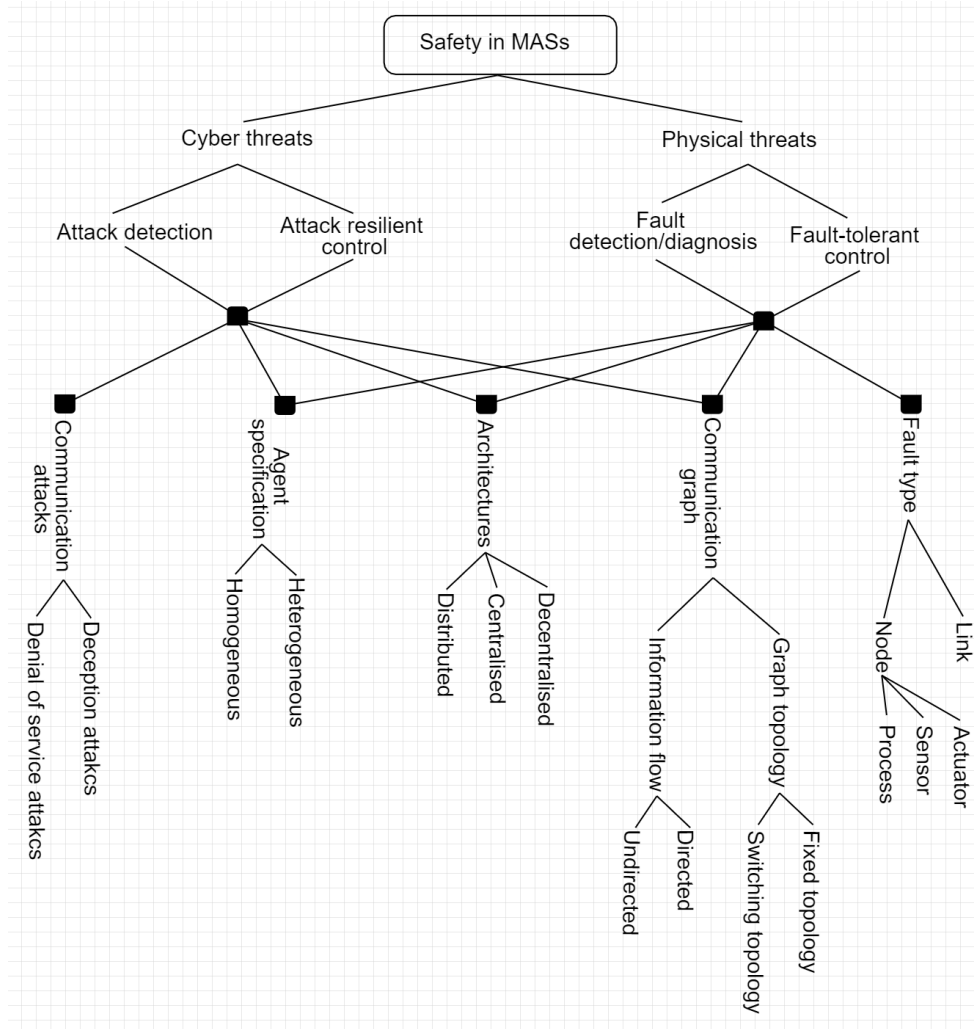 Safety in MASs
Cyber threats
Physical threats
Attack detection
Attack resilient
control
Fault
detection/diagnosis
Fault-tolerant
control
Communication
attacks
Agent
specification
Architectures
Communication
graph
Fault type
Denial of service attakcs
Deception attakcs
Homogeneous
Heterogeneous
Distributed
Centralised
Decentralised
Information flow
Graph topology
Node
Link
Undirected
Directed
Switching topology
Fixed topology
Process
Sensor
Actuator